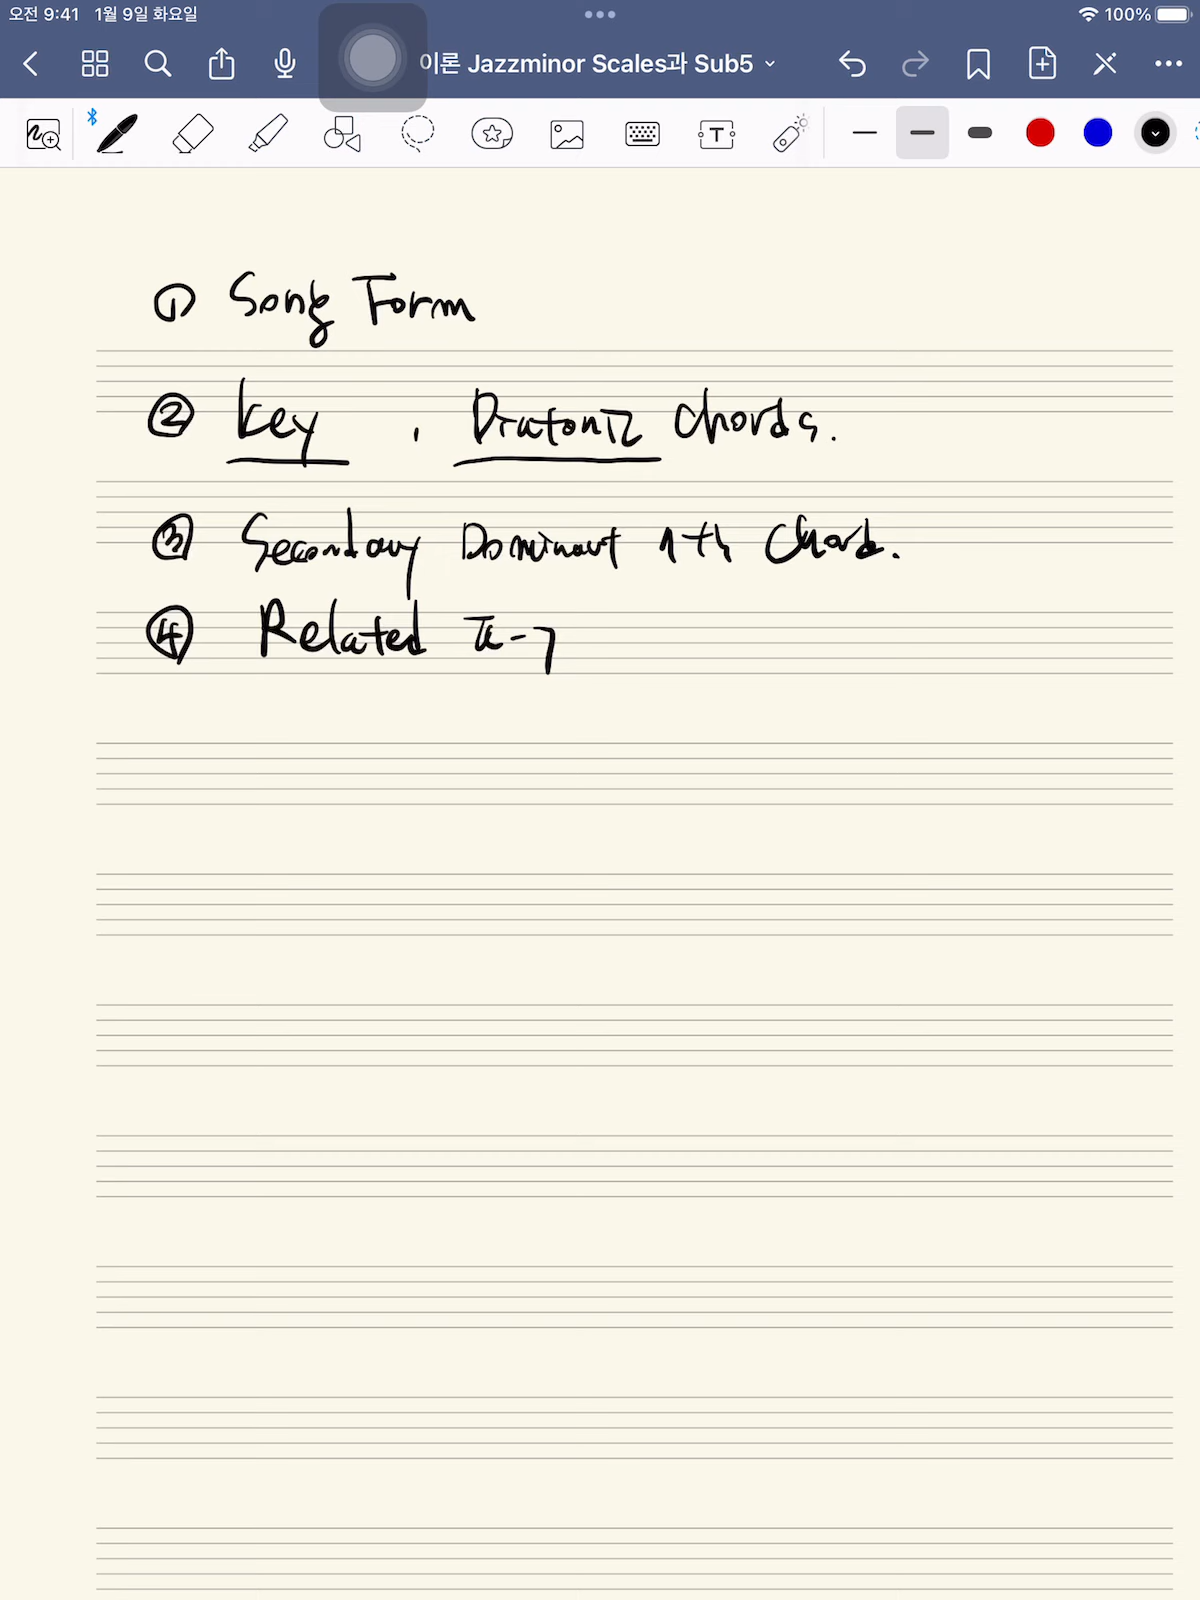 오전 9:41 1월 9일 화요일 100%
이론 Jazzminor Scales과 Sub5
T
① Song Form
② key , Diatonic Chords.
③ Secondary Dominant 7th Chord.
④ Related II-7